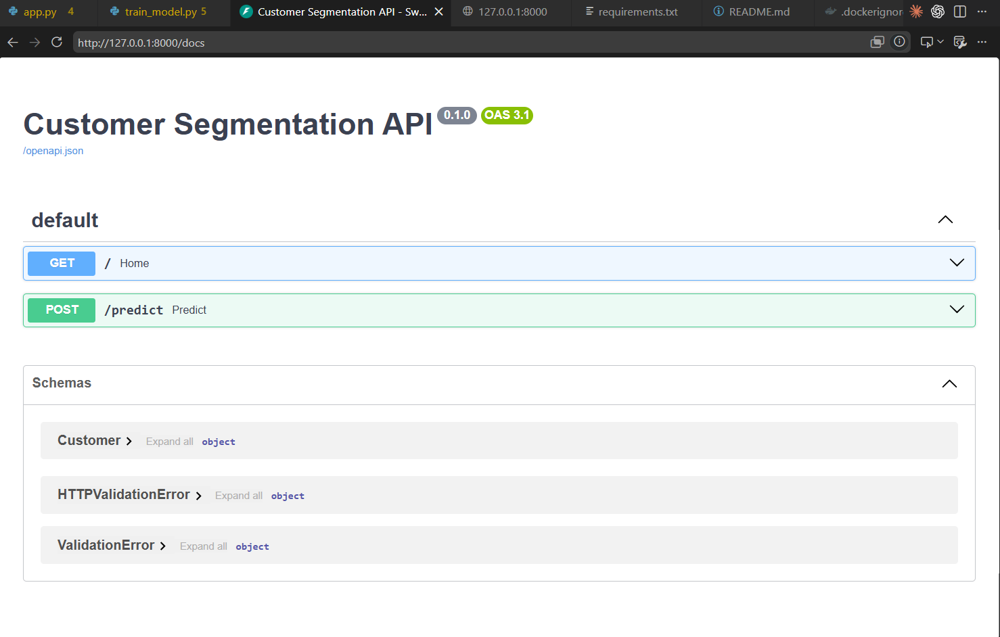 app.py 4 train_model.py 5 Customer Segmentation API - Sw... 127.0.0.1:8000 requirements.txt README.md .dockerignor
http://127.0.0.1:8000/docs
Customer Segmentation API 0.1.0 OAS 3.1
/openapi.json
default
GET / Home
POST /predict Predict
Schemas
Customer Expand all object
HTTPValidationError Expand all object
ValidationError Expand all object